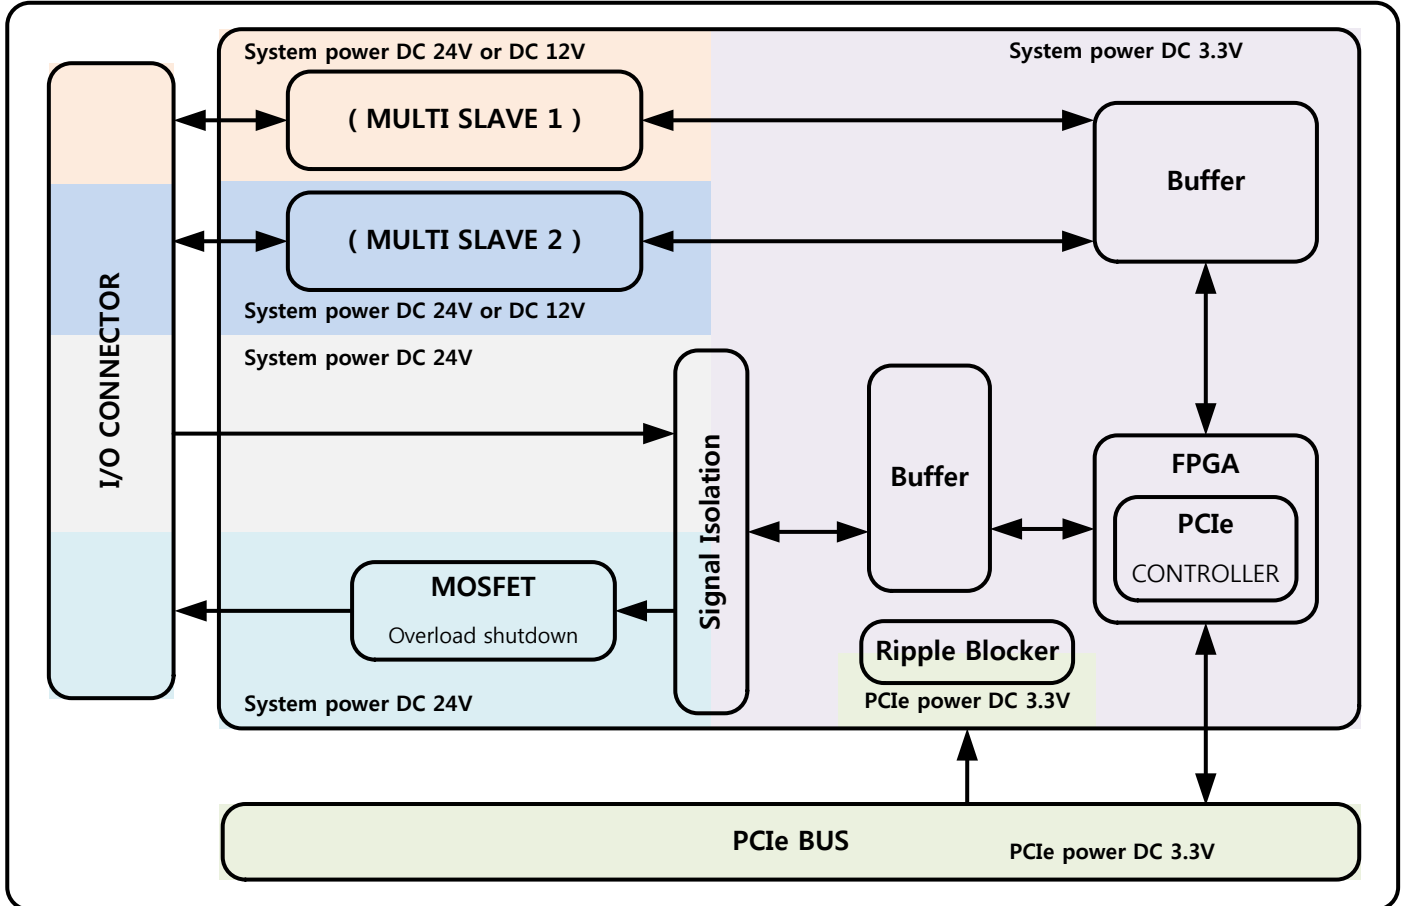 System power DC 24V or DC 12V
System power DC 3.3V
( MULTI SLAVE 1 )
Buffer
( MULTI SLAVE 2 )
System power DC 24V or DC 12V
System power DC 24V
I/O CONNECTOR
Signal Isolation
Buffer
FPGA
PCIe
CONTROLLER
MOSFET
Overload shutdown
Ripple Blocker
PCIe power DC 3.3V
System power DC 24V
PCIe BUS
PCIe power DC 3.3V